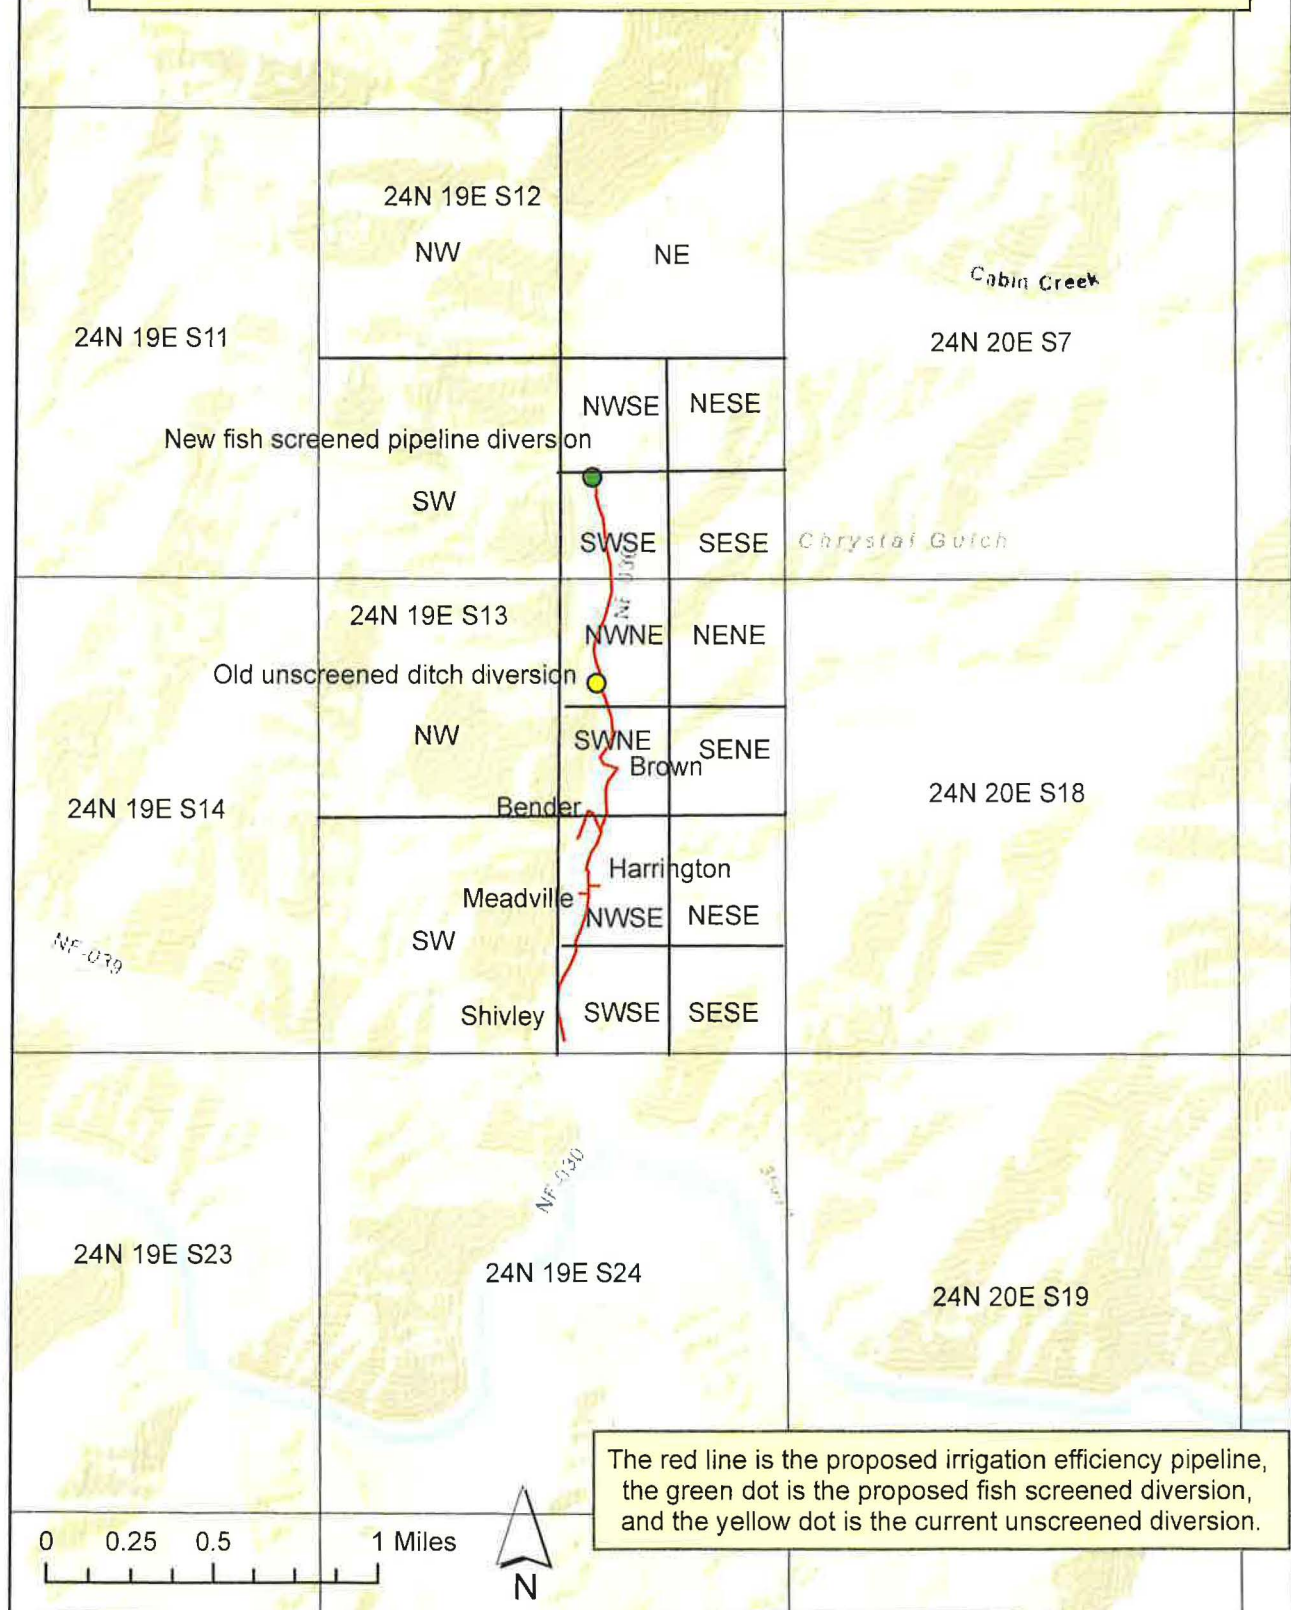 24N 19E S12
NW
NE
Cabin Creek
24N 19E S11
24N 20E S7
NWSE
NESE
New fish screened pipeline diversion
SW
SWSE
SESE
Chrystal Gulch
NF-030
24N 19E S13
NWNE
NENE
Old unscreened ditch diversion
NW
SWNE
SENE
Brown
24N 20E S18
24N 19E S14
Bender
Harrington
Meadville
NWSE
NESE
SW
NF-039
Shivley
SWSE
SESE
NF-030
24N 19E S23
24N 19E S24
24N 20E S19
The red line is the proposed irrigation efficiency pipeline,
the green dot is the proposed fish screened diversion,
and the yellow dot is the current unscreened diversion.
0 0.25 0.5 1 Miles
N